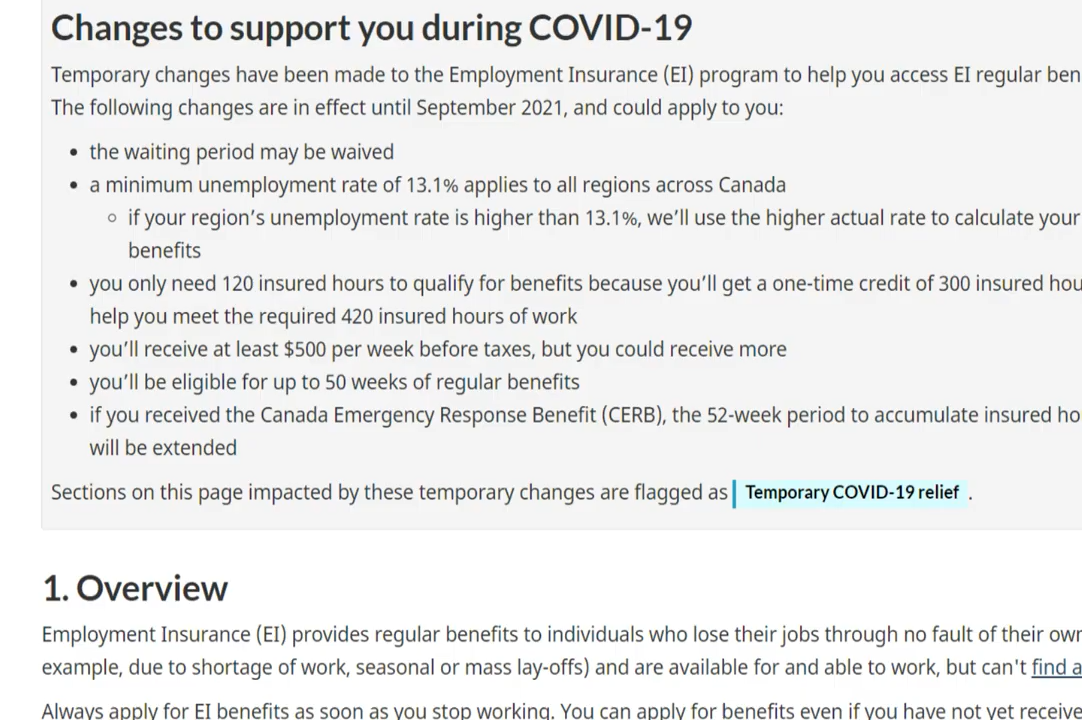 Changes to support you during COVID-19
Temporary changes have been made to the Employment Insurance (EI) program to help you access EI regular
The following changes are in effect until September 2021, and could apply to you:
• the waiting period may be waived
• a minimum unemployment rate of 13.1% applies to all regions across Canada
○ if your region's unemployment rate is higher than 13.1%, we'll use the higher actual rate to calculate your
benefits
• you only need 120 insured hours to qualify for benefits because you'll get a one-time credit of 300 insured
help you meet the required 420 insured hours of work
• you'll receive at least $500 per week before taxes, but you could receive more
• you'll be eligible for up to 50 weeks of regular benefits
• if you received the Canada Emergency Response Benefit (CERB), the 52-week period to accumulate insured
will be extended
Sections on this page impacted by these temporary changes are flagged as Temporary COVID-19 relief .
1. Overview
Employment Insurance (EI) provides regular benefits to individuals who lose their jobs through no fault of their
example, due to shortage of work, seasonal or mass lay-offs) and are available for and able to work, but can't find
Always apply for EI benefits as soon as you stop working. You can apply for benefits even if you have not yet